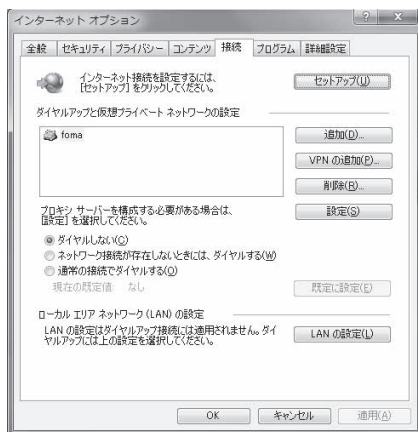 インターネット オプション
全般 セキュリティ プライバシー コンテンツ 接続 プログラム 詳細設定
インターネット接続を設定するには、
[セットアップ] をクリックしてください。
セットアップ(U)
ダイヤルアップと仮想プライベート ネットワークの設定
foma
追加(D)...
VPN の追加(P)...
削除(R)...
プロキシ サーバーを構成する必要がある場合は、
[設定] を選択してください。
設定(S)
ダイヤルしない(C)
ネットワーク接続が存在しないときには、ダイヤルする(W)
通常の接続でダイヤルする(O)
現在の既定値: なし
既定に設定(E)
ローカル エリア ネットワーク (LAN) の設定
LAN の設定はダイヤルアップ接続には適用されません。ダイ
ヤルアップには上の設定を選択してください。
LAN の設定(L)
OK キャンセル 適用(A)